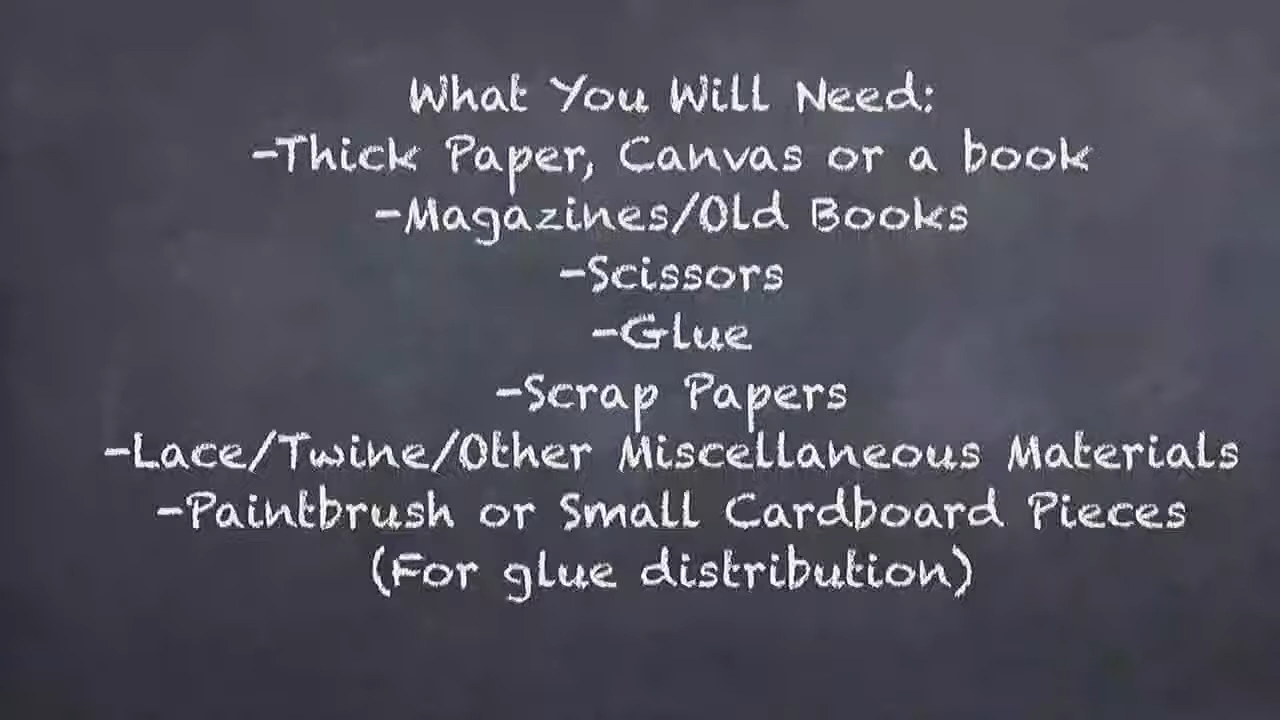 What You Will Need:
-Thick Paper, Canvas or a book
-Magazines/Old Books
-Scissors
-Glue
-Scrap Papers
-Lace/Twine/Other Miscellaneous Materials
-Paintbrush or Small Cardboard Pieces
(For glue distribution)